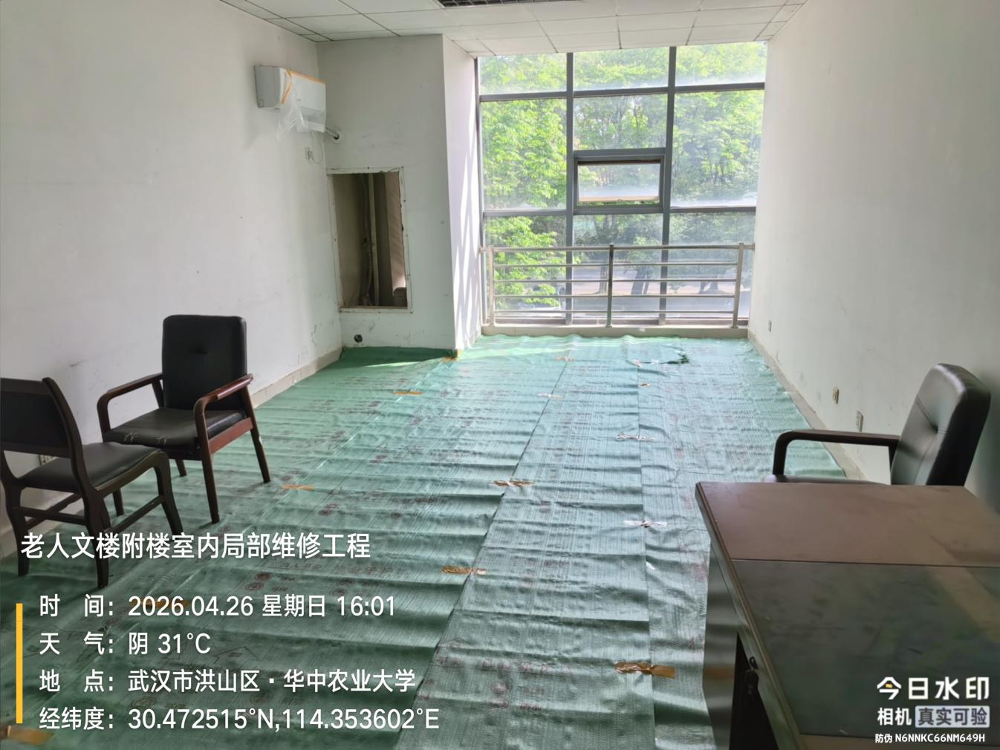 老人文楼附楼室内局部维修工程
时 间：2026.04.26 星期日 16:01
天 气：阴 31°C
地 点：武汉市洪山区·华中农业大学
经纬度：30.472515°N,114.353602°E
今日水印
相机 真实可验
防伪 N6NNKC66NM649H